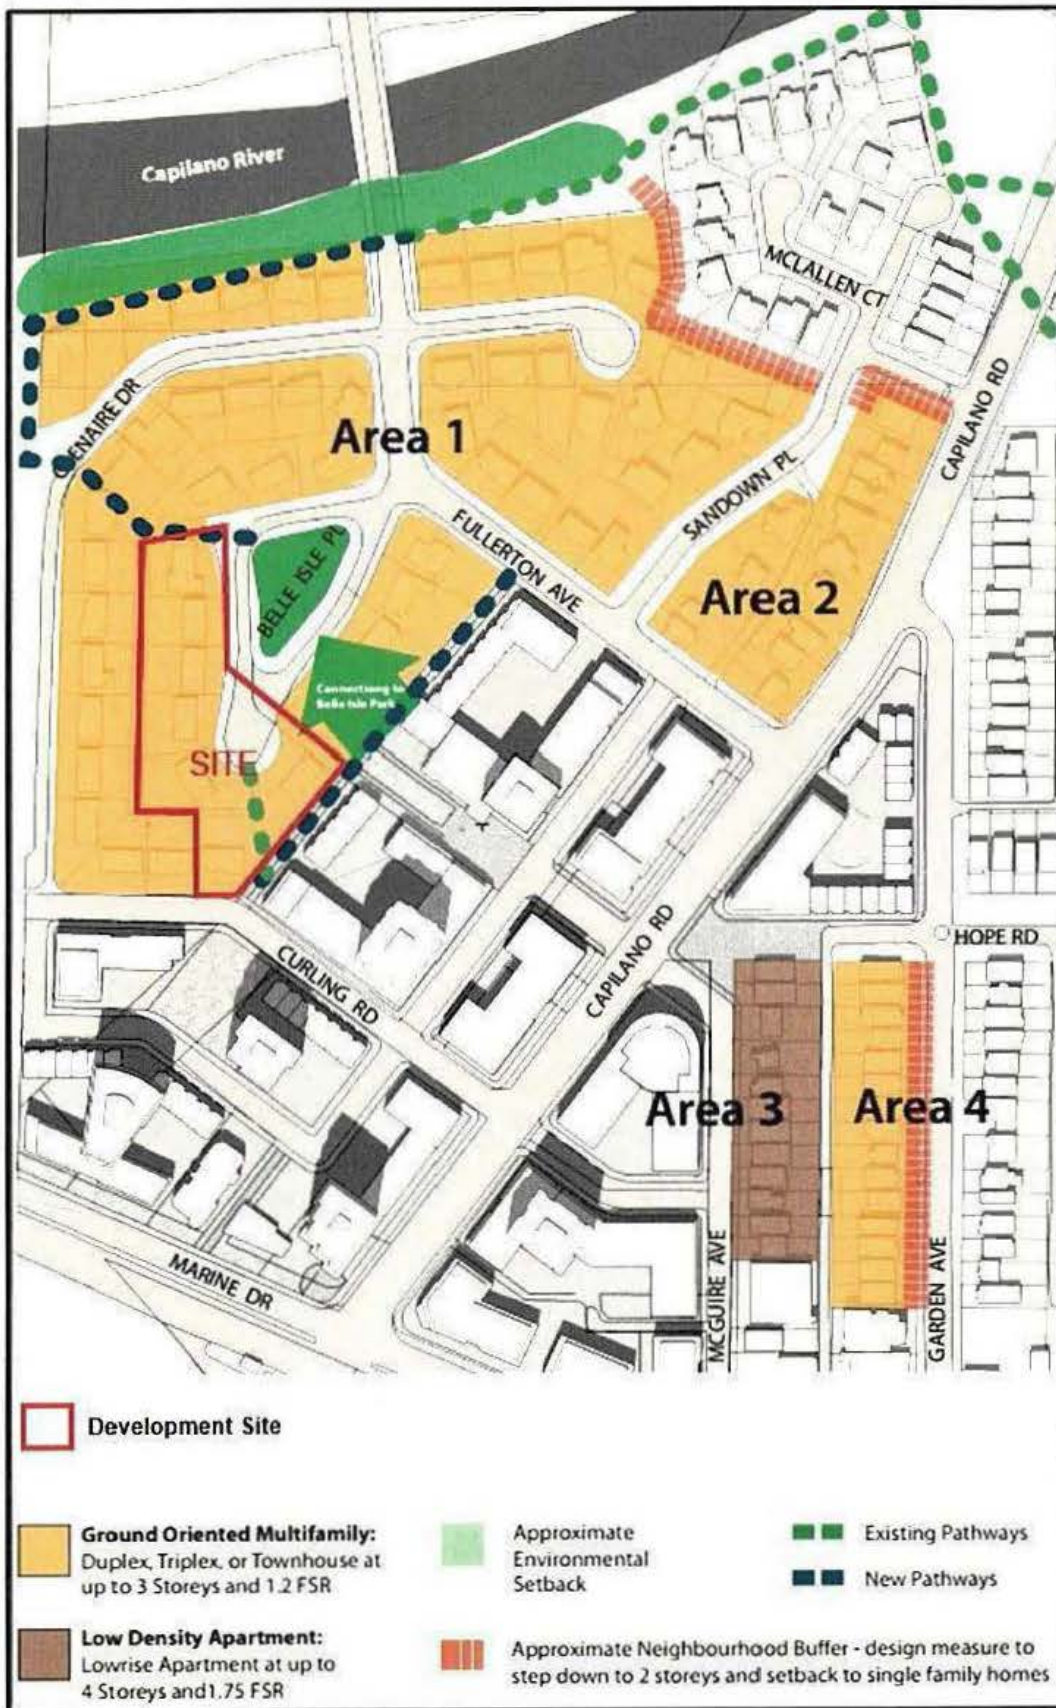 Capilano River
MCLALLEN CT
CAPILANO RD
GLENAIRE DR
Area 1
SANDOWN PL
FULLERTON AVE
BELLE ISLE PL
Area 2
Connections to
Belle Isle Park
SITE
HOPE RD
CURLING RD
CAPILANO RD
Area 3
Area 4
MARINE DR
MCGUIRE AVE
GARDEN AVE
Development Site
Ground Oriented Multifamily:
Duplex, Triplex, or Townhouse at
up to 3 Storeys and 1.2 FSR
Approximate
Environmental
Setback
Existing Pathways
New Pathways
Low Density Apartment:
Lowrise Apartment at up to
4 Storeys and 1.75 FSR
Approximate Neighbourhood Buffer - design measure to
step down to 2 storeys and setback to single family homes